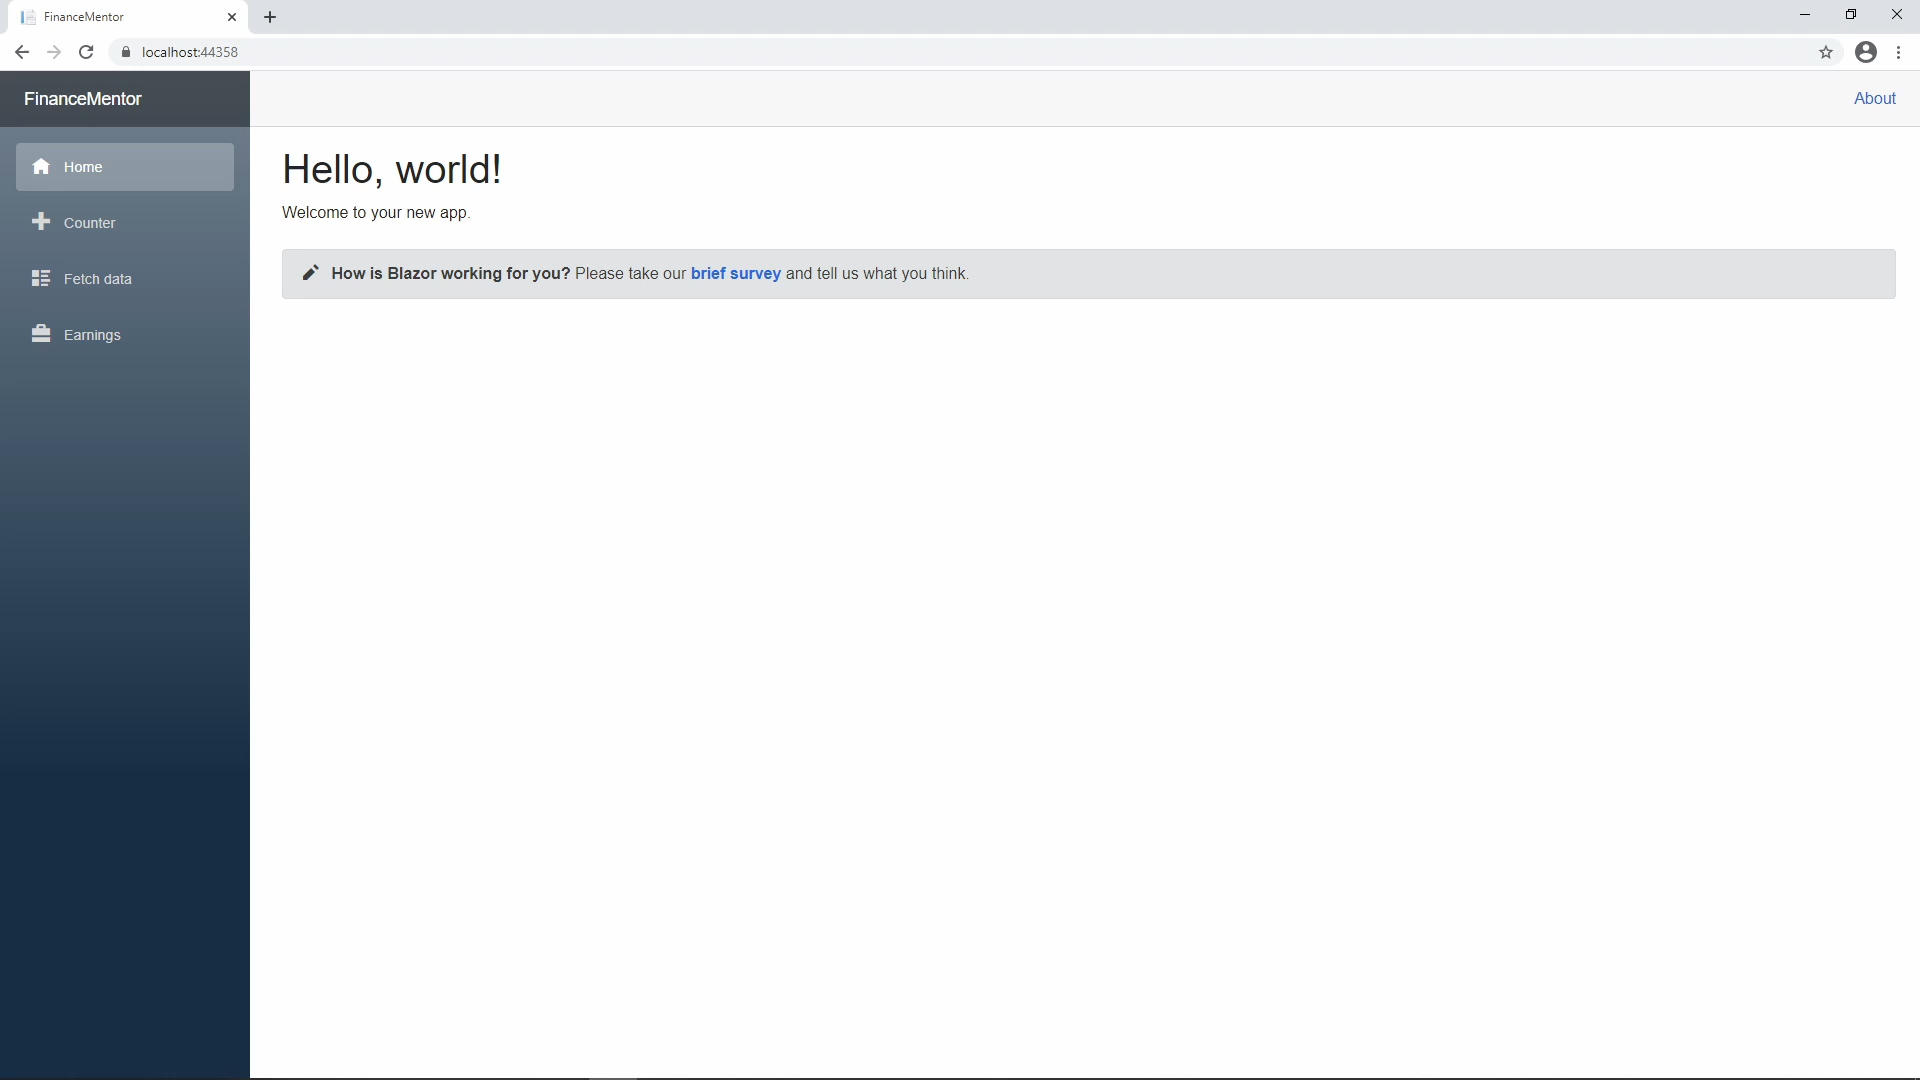 FinanceMentor
localhost:44358
FinanceMentor
About
Home
Counter
Fetch data
Earnings
Hello, world!
Welcome to your new app.
How is Blazor working for you? Please take our brief survey and tell us what you think.